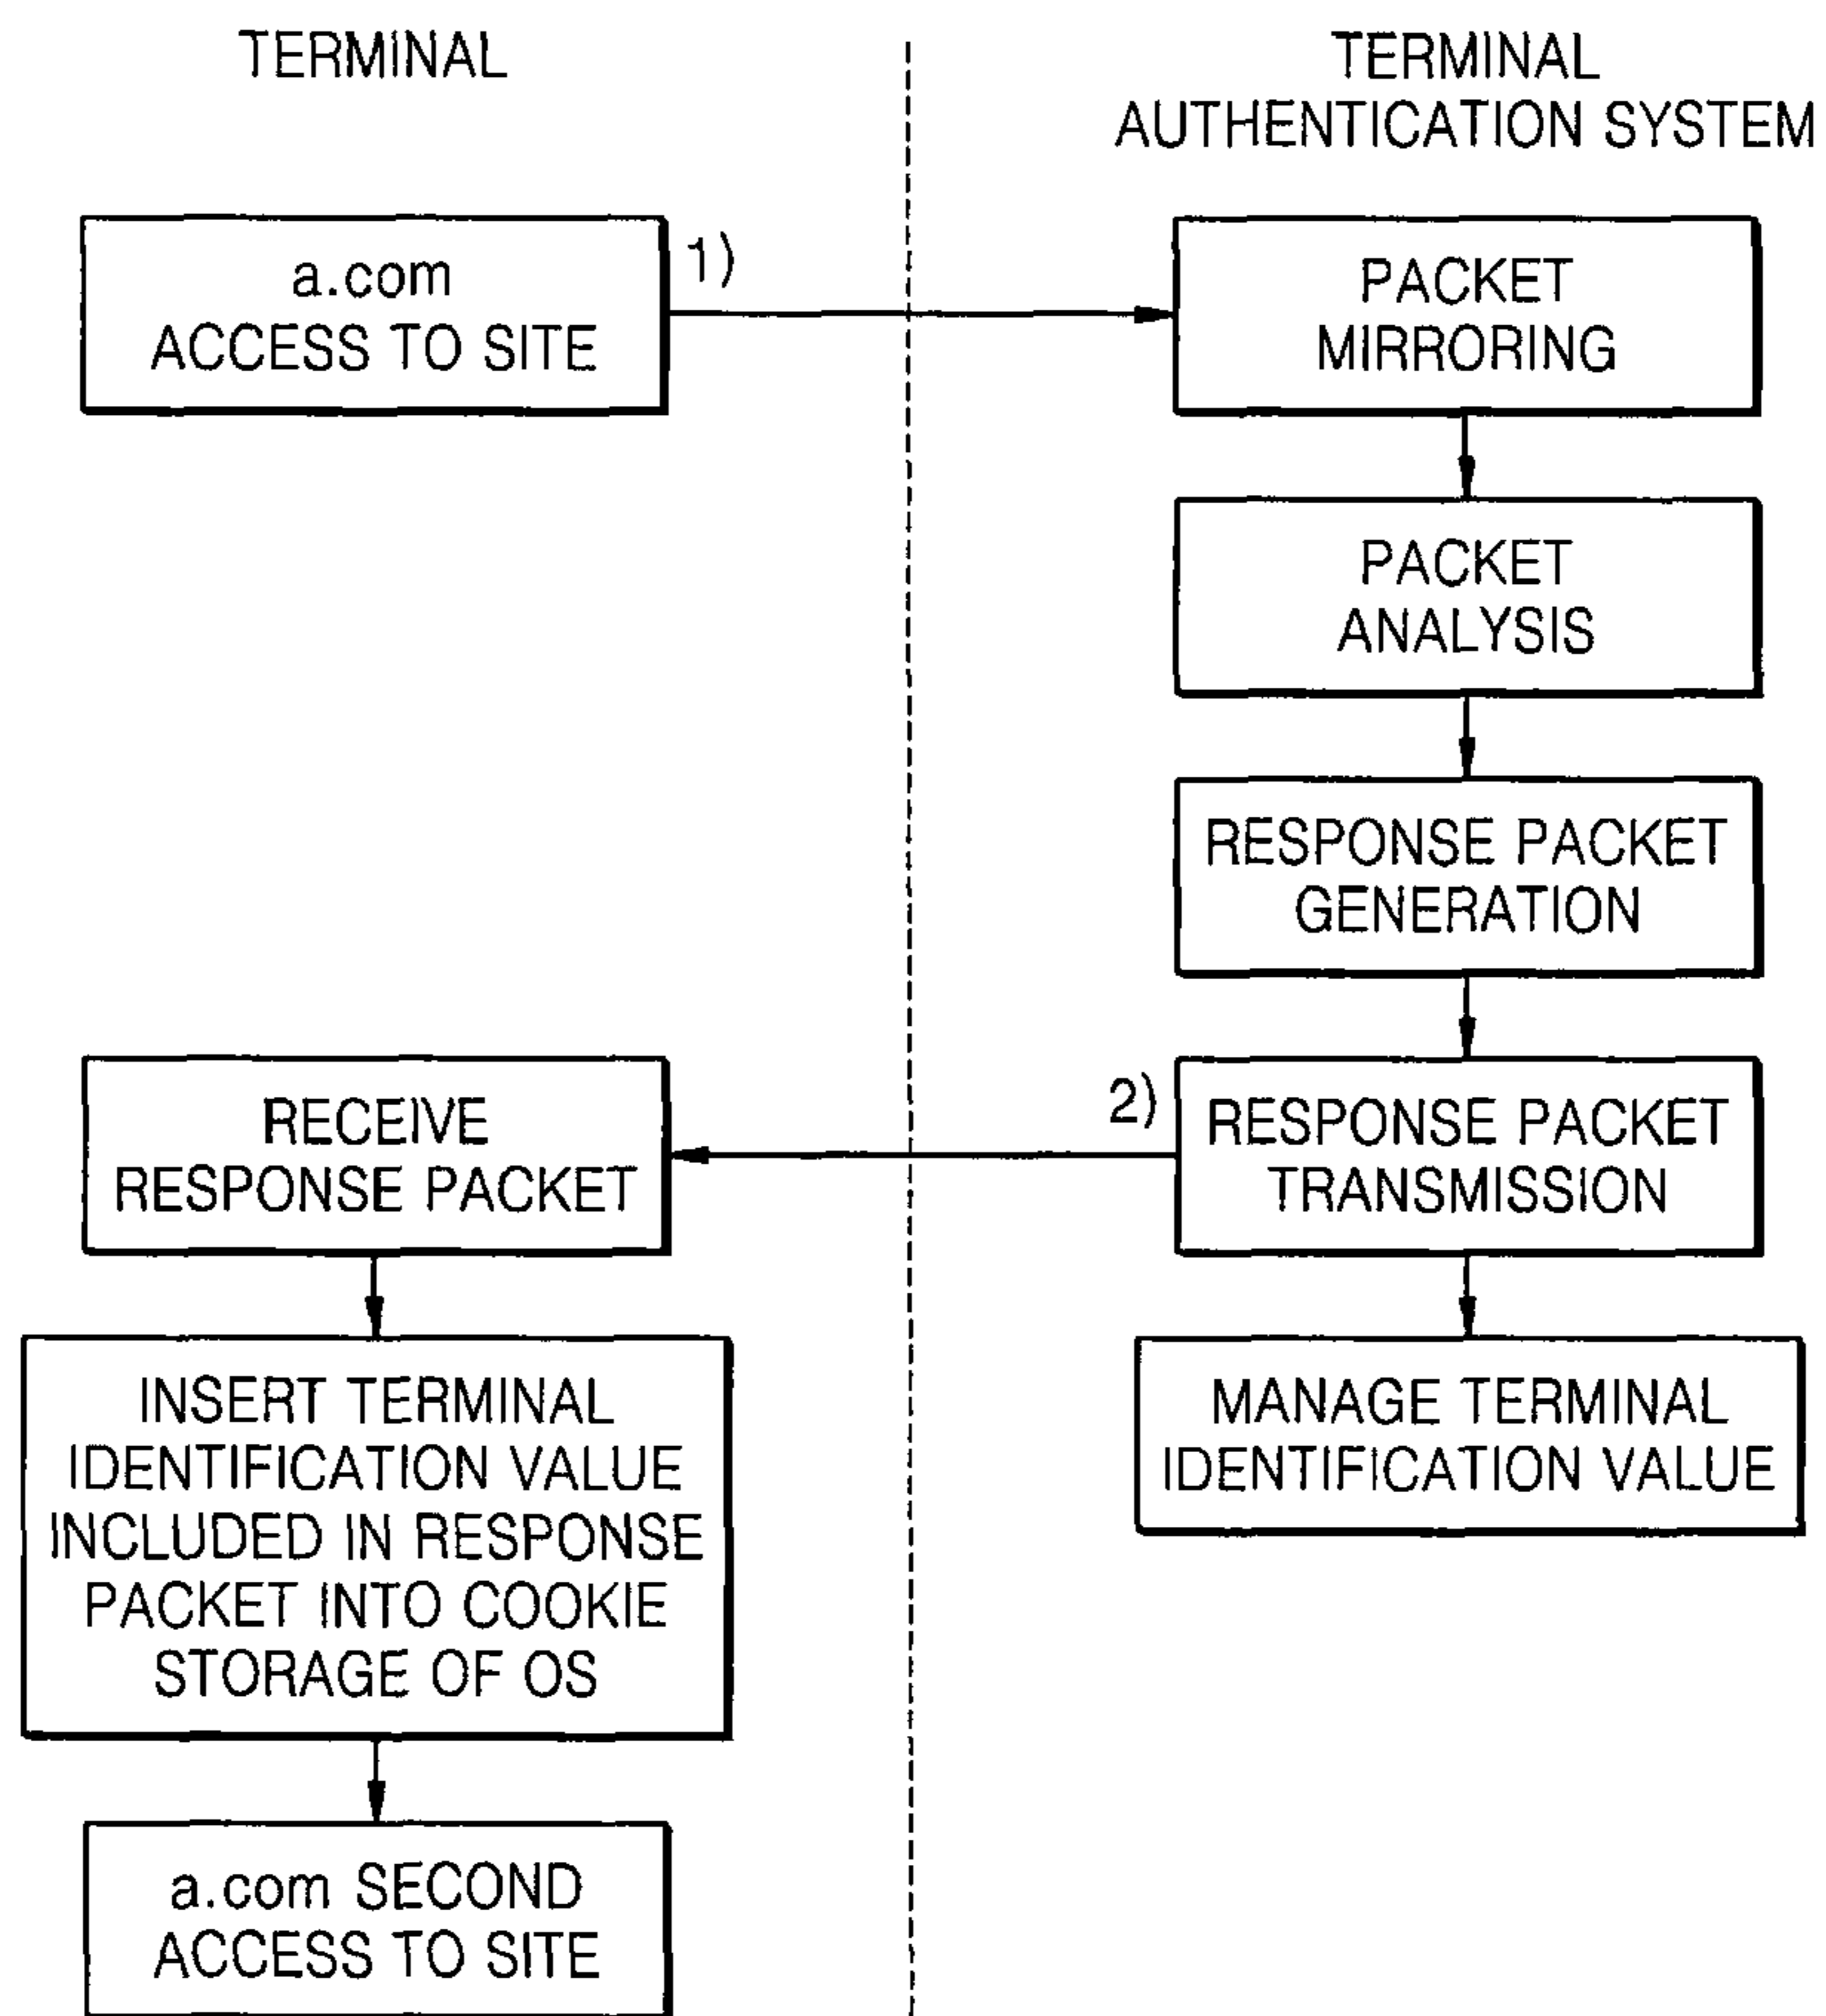 TERMINAL
TERMINAL
AUTHENTICATION SYSTEM
a.com
ACCESS TO SITE
1)
PACKET
MIRRORING
PACKET
ANALYSIS
RESPONSE PACKET
GENERATION
RECEIVE
RESPONSE PACKET
2)
RESPONSE PACKET
TRANSMISSION
INSERT TERMINAL
IDENTIFICATION VALUE
INCLUDED IN RESPONSE
PACKET INTO COOKIE
STORAGE OF OS
MANAGE TERMINAL
IDENTIFICATION VALUE
a.com SECOND
ACCESS TO SITE